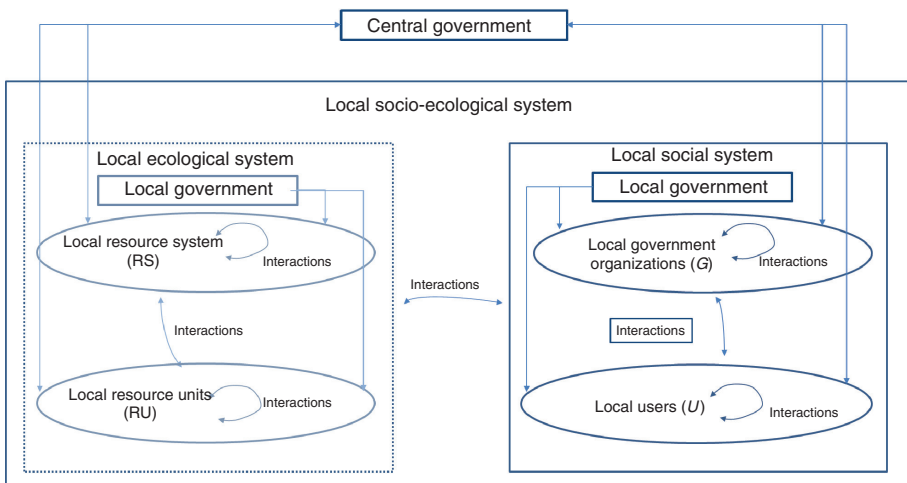 Central government
Local socio-ecological system
Local ecological system
Local government
Local resource system
(RS)
Interactions
Interactions
Local resource units
(RU)
Interactions
Interactions
Local social system
Local government
Local government
organizations (G)
Interactions
Interactions
Local users (U)
Interactions